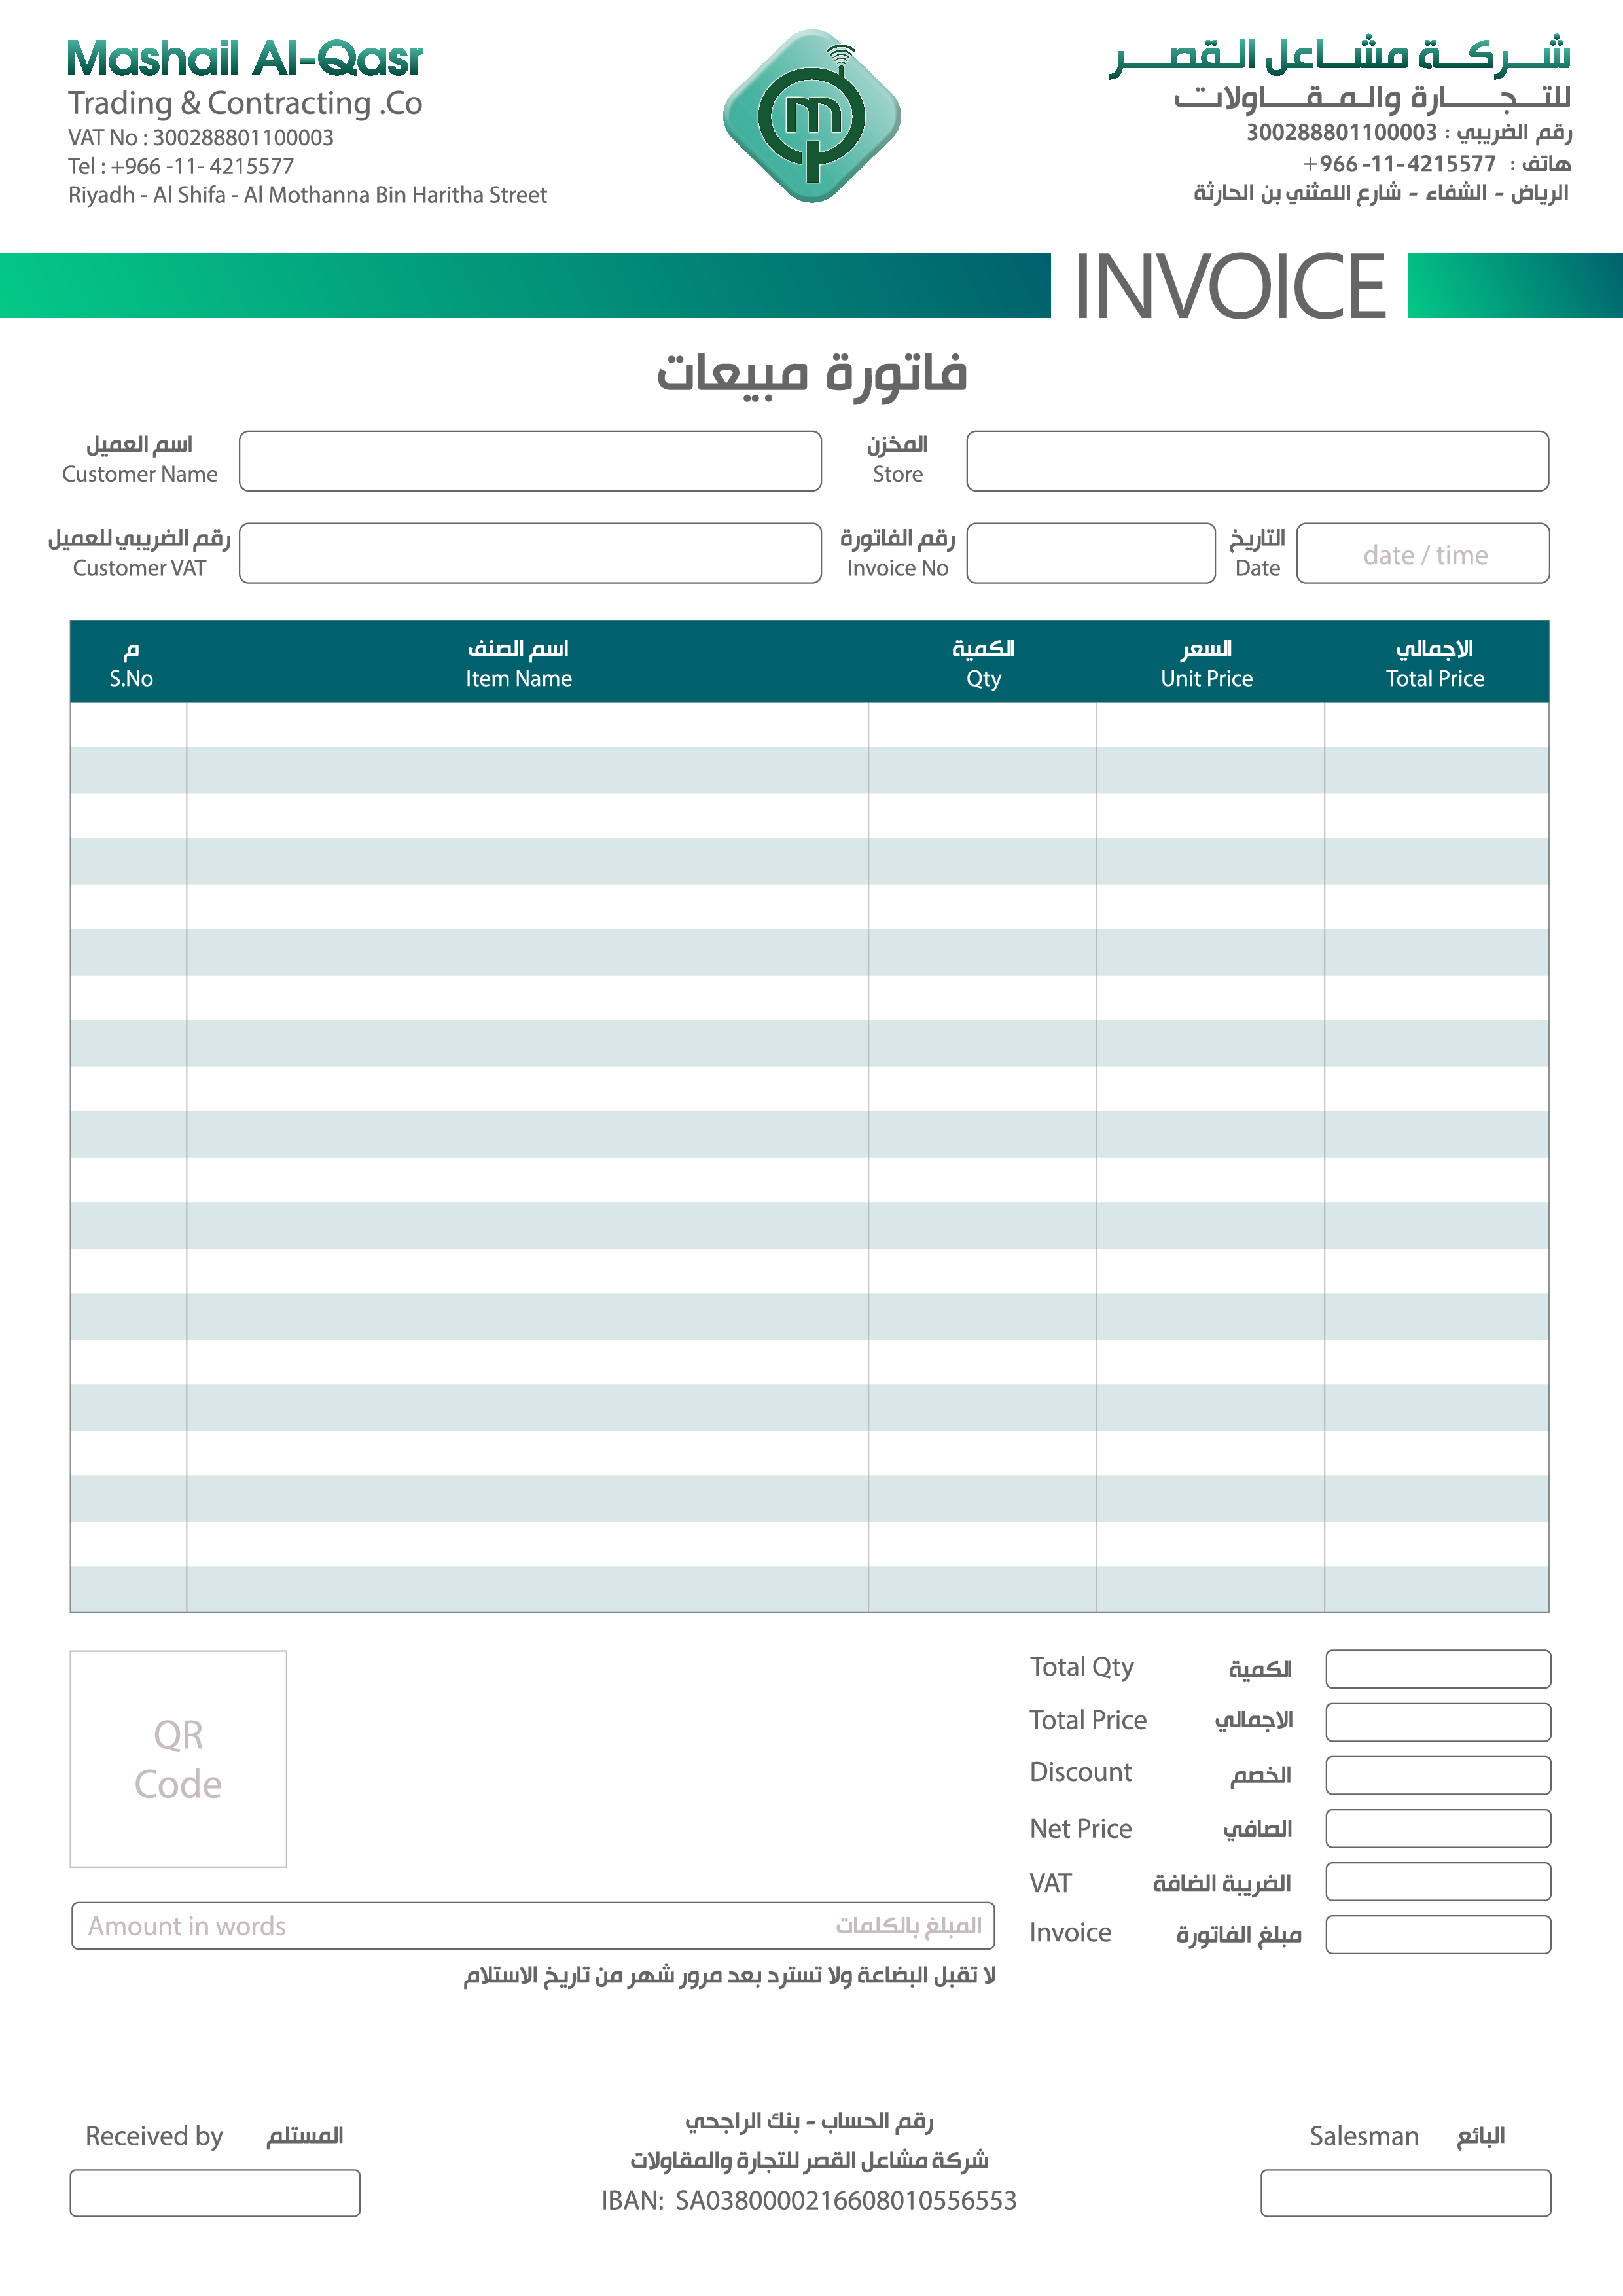 Mashail Al-Qasr
Trading & Contracting .Co
VAT No : 300288801100003
Tel : +966 -11- 4215577
Riyadh - Al Shifa - Al Mothanna Bin Haritha Street
شركة مشاعل القصر
للتجارة والمقاولات
رقم الضريبي : 300288801100003
هاتف : +966-11-4215577
الرياض - الشفاء - شارع اللمثني بن الحارثة
INVOICE
فاتورة مبيعات
اسم العميل
Customer Name
المخزن
Store
رقم الضريبي للعميل
Customer VAT
رقم الفاتورة
Invoice No
التاريخ
Date
date / time
م
S.No
اسم الصنف
Item Name
الكمية
Qty
السعر
Unit Price
الاجمالي
Total Price
QR
Code
Total Qty الكمية
Total Price الاجمالي
Discount الخصم
Net Price الصافي
VAT الضريبة الضافة
Invoice مبلغ الفاتورة
Amount in words المبلغ بالكلمات
لا تقبل البضاعة ولا تسترد بعد مرور شهر من تاريخ الاستلام
Received by المستلم
رقم الحساب - بنك الراجحي
شركة مشاعل القصر للتجارة والمقاولات
IBAN: SA0380000216608010556553
Salesman البائع